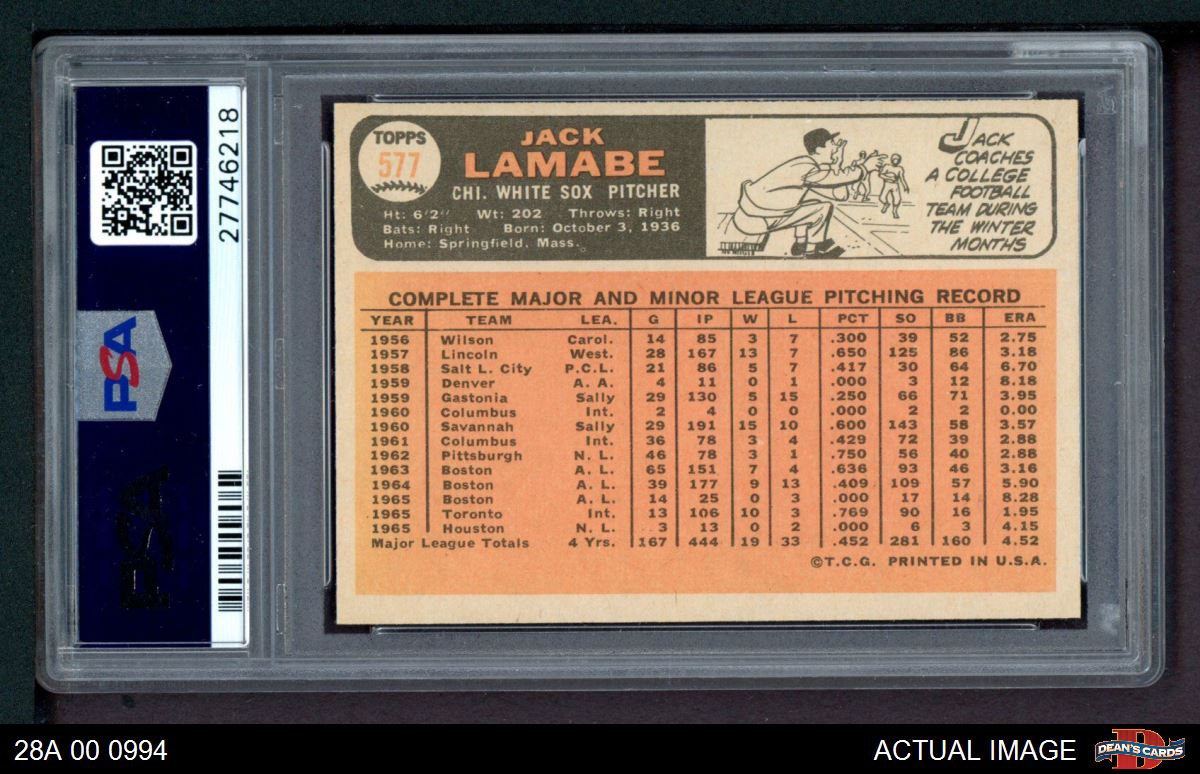 27746218
PSA
PSA
TOPPS
577
JACK
LAMABE
CHI. WHITE SOX PITCHER
Ht: 6'2" Wt: 202 Throws: Right
Bats: Right Born: October 3, 1936
Home: Springfield, Mass.
JACK
COACHES
A COLLEGE
FOOTBALL
TEAM DURING
THE WINTER
MONTHS
COMPLETE MAJOR AND MINOR LEAGUE PITCHING RECORD
YEAR TEAM LEA. G IP W L PCT SO BB ERA
1956 Wilson Carol. 14 85 3 7 .300 39 52 2.75
1957 Lincoln West. 28 167 13 7 .650 125 86 3.18
1958 Salt L. City P.C.L. 21 86 5 7 .417 30 64 6.70
1959 Denver A. A. 4 11 0 1 .000 3 12 8.18
1959 Gastonia Sally 29 130 5 15 .250 66 71 3.95
1960 Columbus Int. 2 4 0 0 .000 2 2 0.00
1960 Savannah Sally 29 191 15 10 .600 143 58 3.57
1961 Columbus Int. 36 78 3 4 .429 72 39 2.88
1962 Pittsburgh N. L. 46 78 3 1 .750 56 40 2.88
1963 Boston A. L. 65 151 7 4 .636 93 46 3.16
1964 Boston A. L. 39 177 9 13 .409 109 57 5.90
1965 Boston A. L. 14 25 0 3 .000 17 14 8.28
1965 Toronto Int. 13 106 10 3 .769 90 16 1.95
1965 Houston N. L. 3 13 0 2 .000 6 3 4.15
Major League Totals 4 Yrs. 167 444 19 33 .452 281 160 4.52
©T.C.G. PRINTED IN U.S.A.
28A 00 0994
ACTUAL IMAGE
DEAN'S CARDS